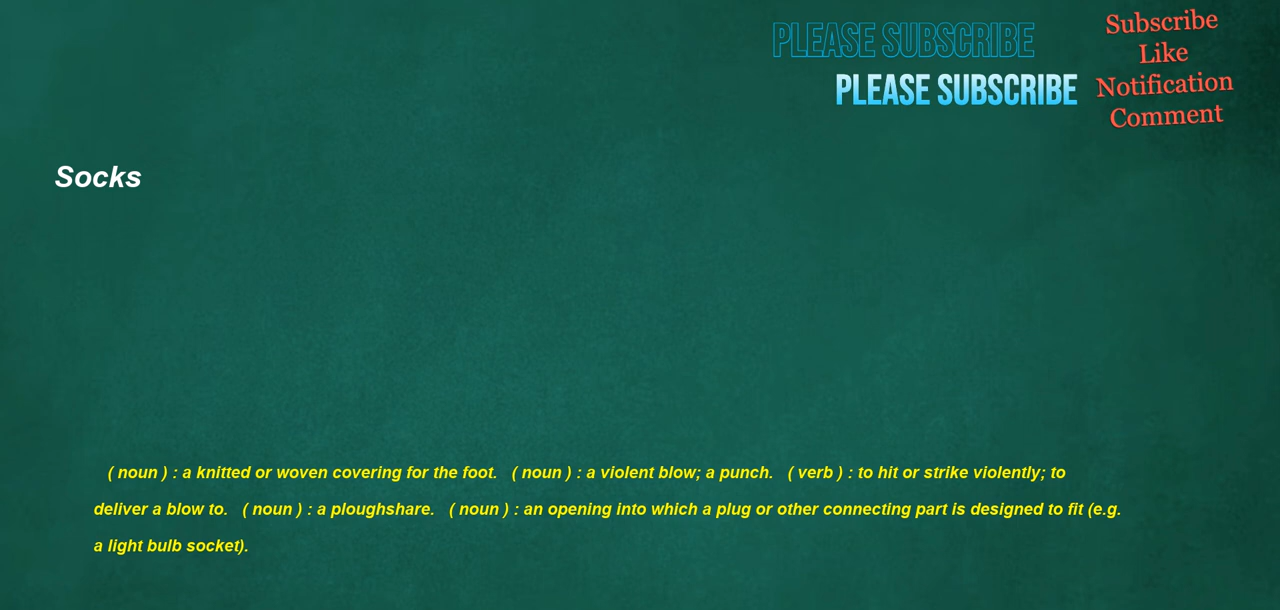 PLEASE SUBSCRIBE
PLEASE SUBSCRIBE
Subscribe
Like
Notification
Comment
Socks
( noun ) : a knitted or woven covering for the foot. ( noun ) : a violent blow; a punch. ( verb ) : to hit or strike violently; to
deliver a blow to. ( noun ) : a ploughshare. ( noun ) : an opening into which a plug or other connecting part is designed to fit (e.g.
a light bulb socket).